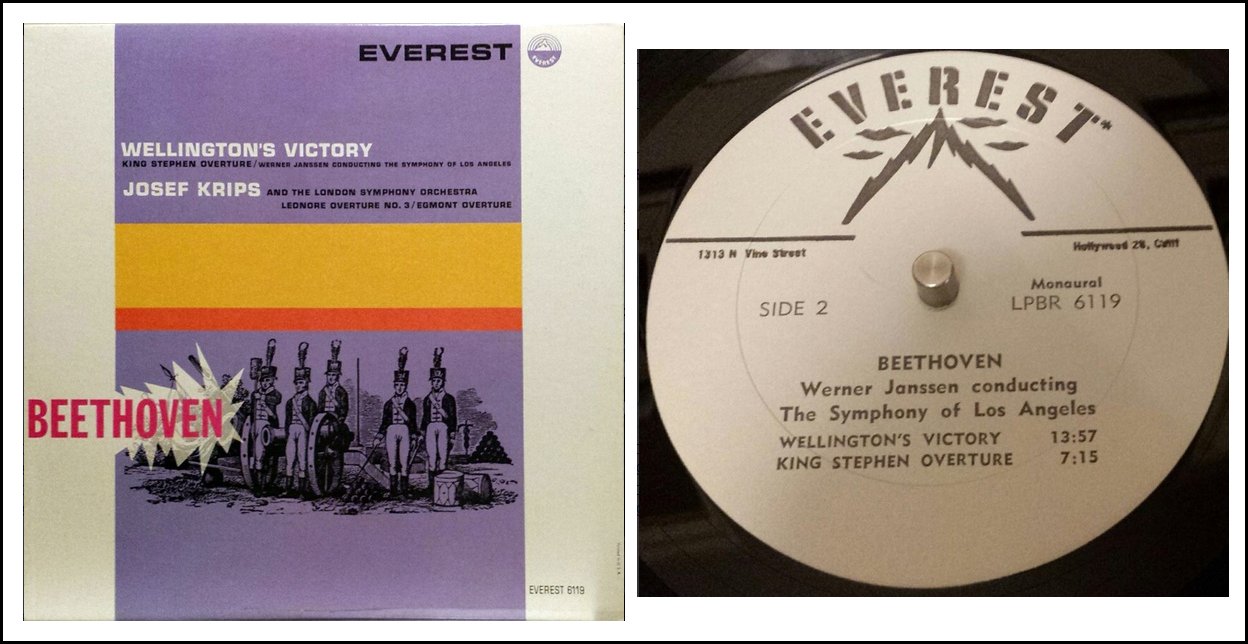 EVEREST
EVEREST
WELLINGTON'S VICTORY
KING STEPHEN OVERTURE/WERNER JANSSEN CONDUCTING THE SYMPHONY OF LOS ANGELES
JOSEF KRIPS AND THE LONDON SYMPHONY ORCHESTRA
LEONORE OVERTURE NO. 3/EGMONT OVERTURE
BEETHOVEN
EVEREST 6119
EVEREST*
1313 N Vine Street
Hollywood 28, Calif
SIDE 2
Monaural
LPBR 6119
BEETHOVEN
Werner Janssen conducting
The Symphony of Los Angeles
WELLINGTON'S VICTORY 13:57
KING STEPHEN OVERTURE 7:15